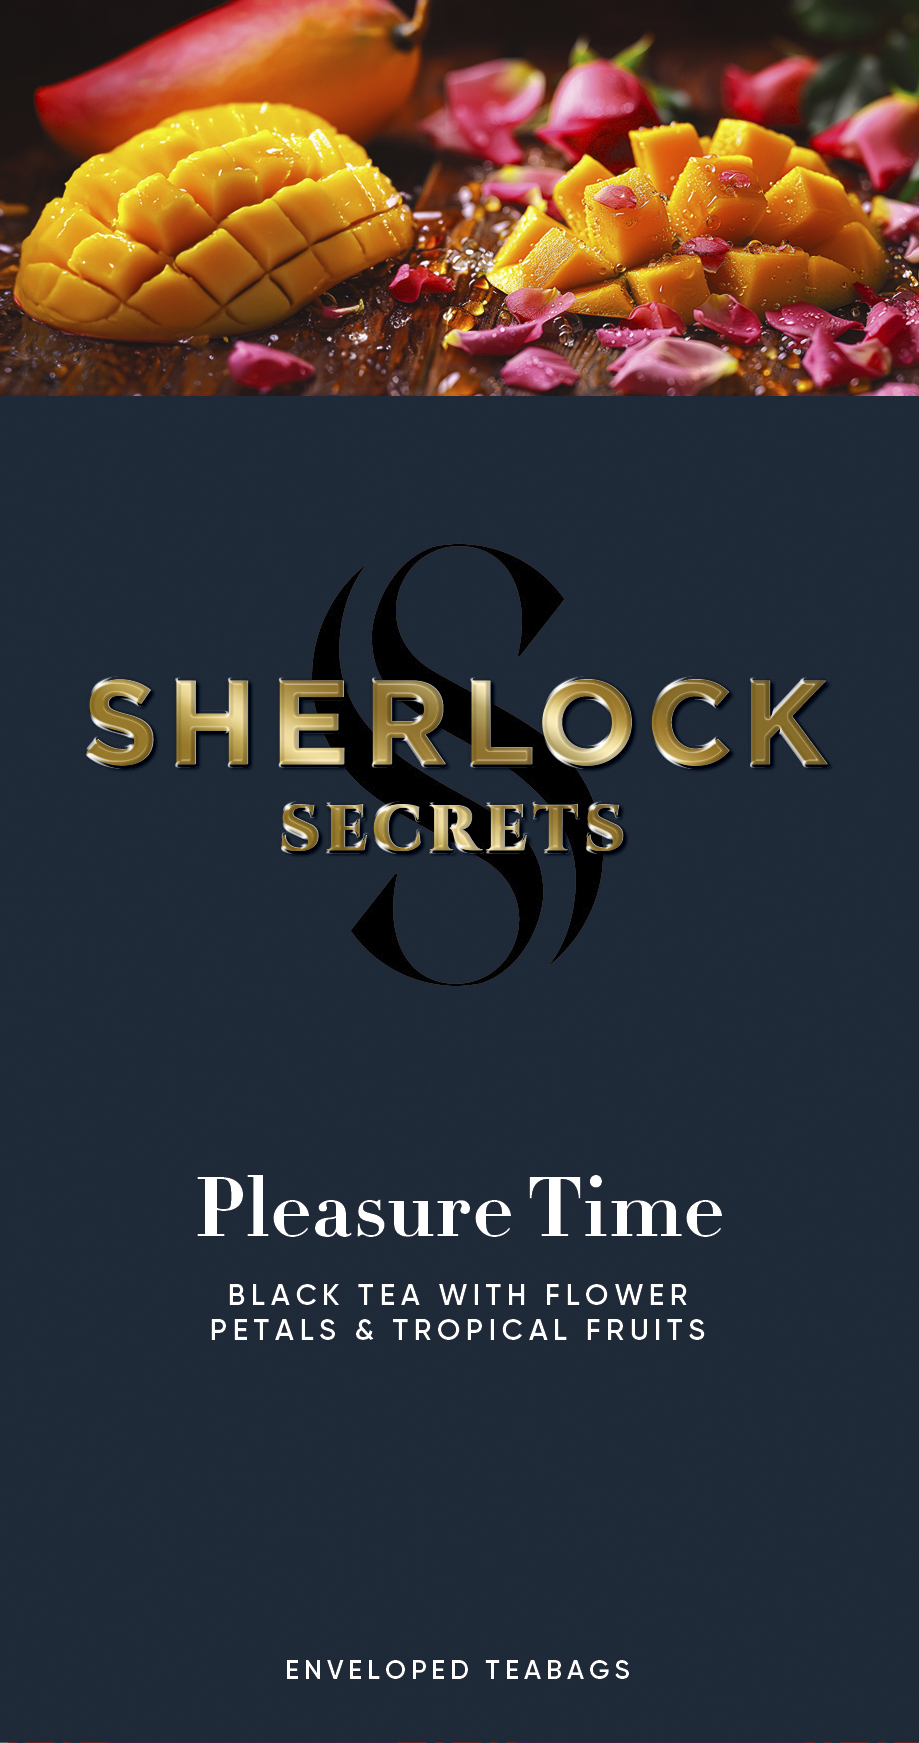 SHERLOCK
SECRETS
Pleasure Time
BLACK TEA WITH FLOWER
PETALS & TROPICAL FRUITS
ENVELOPED TEABAGS